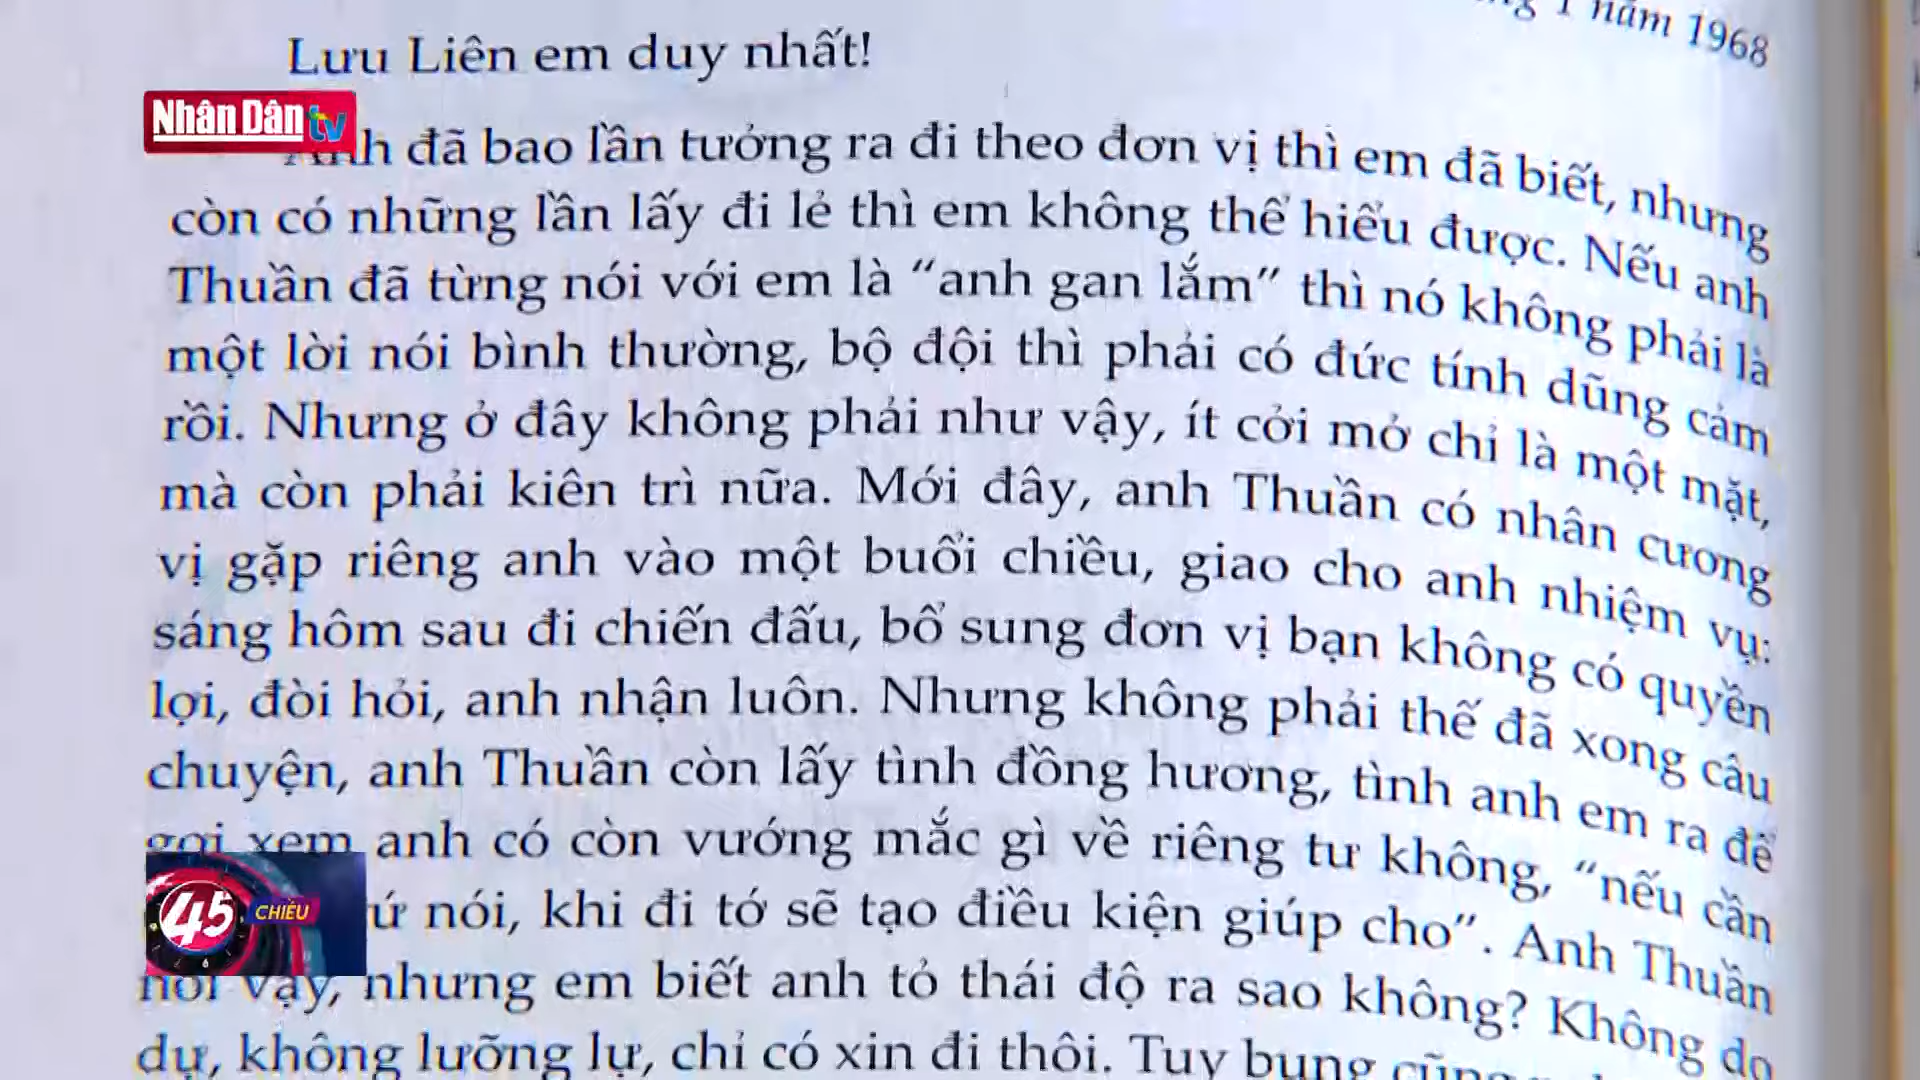 1 năm 1968
Lưu Liên em duy nhất!
Nhân Dân tv
Anh đã bao lần tưởng ra đi theo đơn vị thì em đã biết, nhưng
còn có những lần lấy đi lẻ thì em không thể hiểu được. Nếu anh
Thuần đã từng nói với em là “anh gan lắm” thì nó không phải là
một lời nói bình thường, bộ đội thì phải có đức tính dũng cảm
rồi. Nhưng ở đây không phải như vậy, ít cởi mở chỉ là một mặt,
mà còn phải kiên trì nữa. Mới đây, anh Thuần có nhân cương
vị gặp riêng anh vào một buổi chiều, giao cho anh nhiệm vụ:
sáng hôm sau đi chiến đấu, bổ sung đơn vị bạn không có quyền
lợi, đòi hỏi, anh nhận luôn. Nhưng không phải thế đã xong câu
chuyện, anh Thuần còn lấy tình đồng hương, tình anh em ra để
gọi xem anh có còn vướng mắc gì về riêng tư không, “nếu cần
nói, khi đi tớ sẽ tạo điều kiện giúp cho”. Anh Thuần
45 CHIỀU
nói vậy, nhưng em biết anh tỏ thái độ ra sao không? Không do
dự, không lưỡng lự, chỉ có xin đi thôi. Tuy bụng cũng